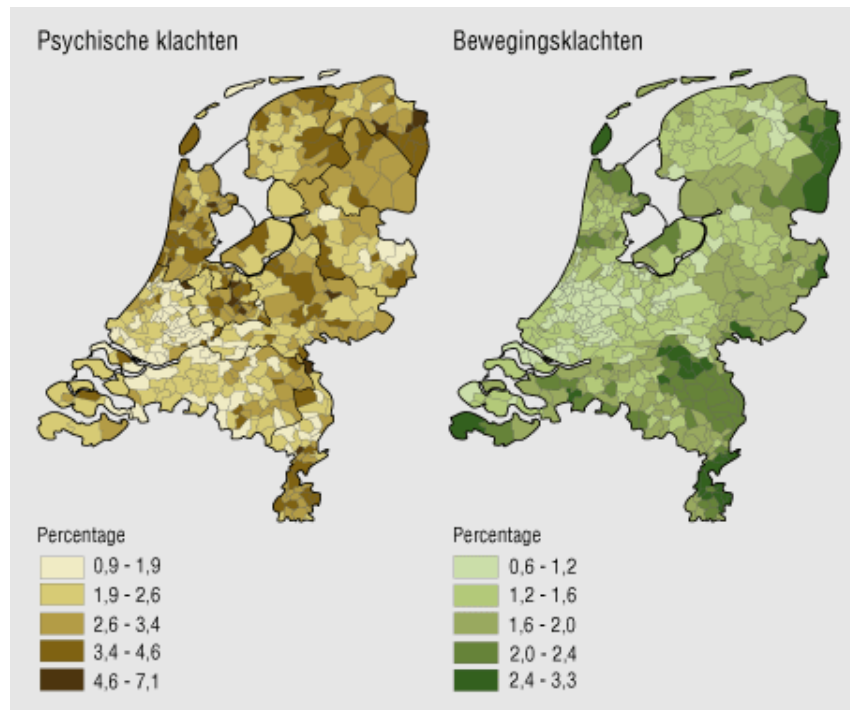 Psychische klachten
Bewegingsklachten
Percentage
0,9 - 1,9
1,9 - 2,6
2,6 - 3,4
3,4 - 4,6
4,6 - 7,1
Percentage
0,6 - 1,2
1,2 - 1,6
1,6 - 2,0
2,0 - 2,4
2,4 - 3,3